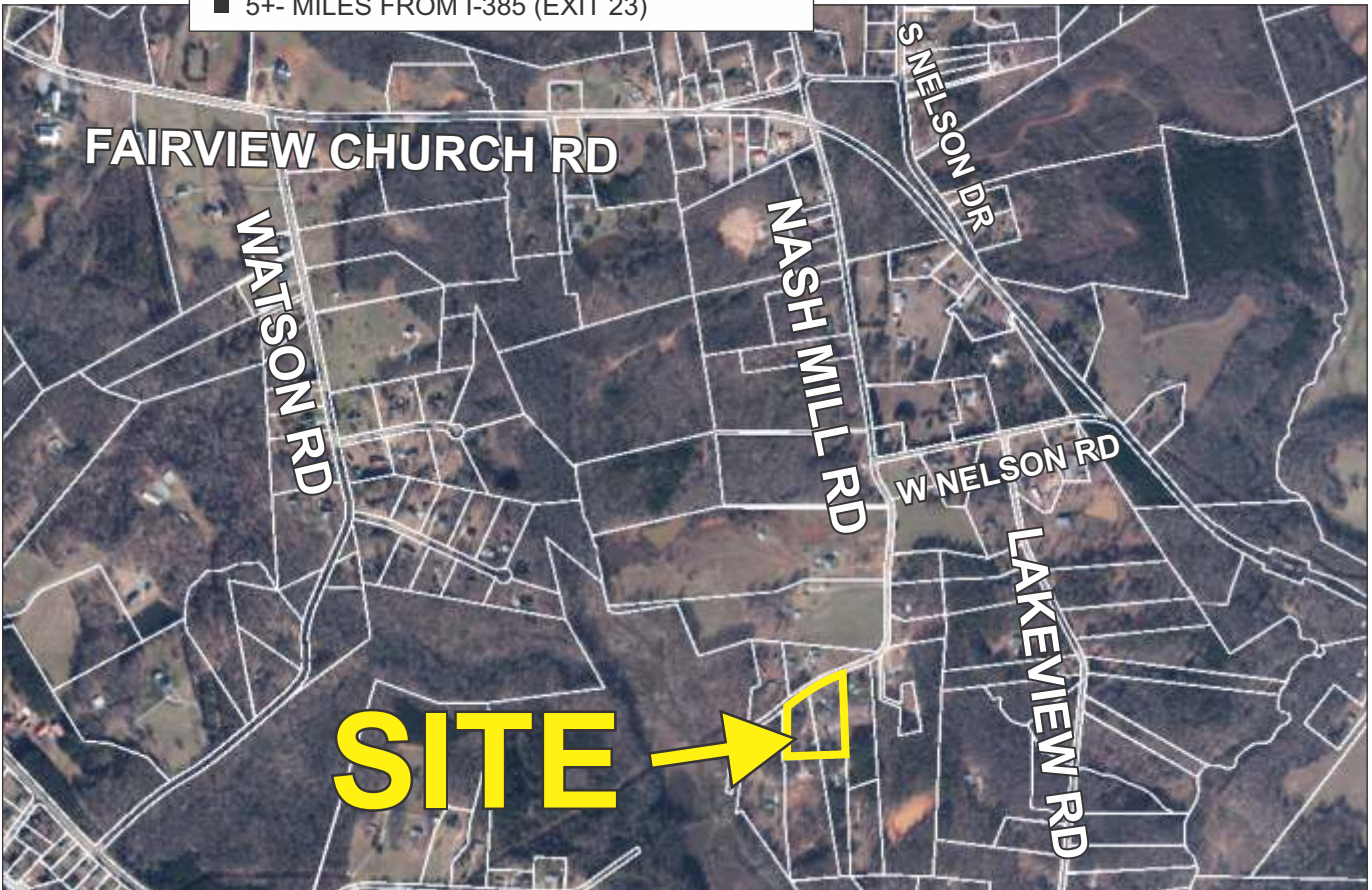 ■ 5+- MILES FROM I-385 (EXIT 23)
S NELSON DR
FAIRVIEW CHURCH RD
WATSON RD
NASH MILL RD
W NELSON RD
LAKEVIEW RD
SITE